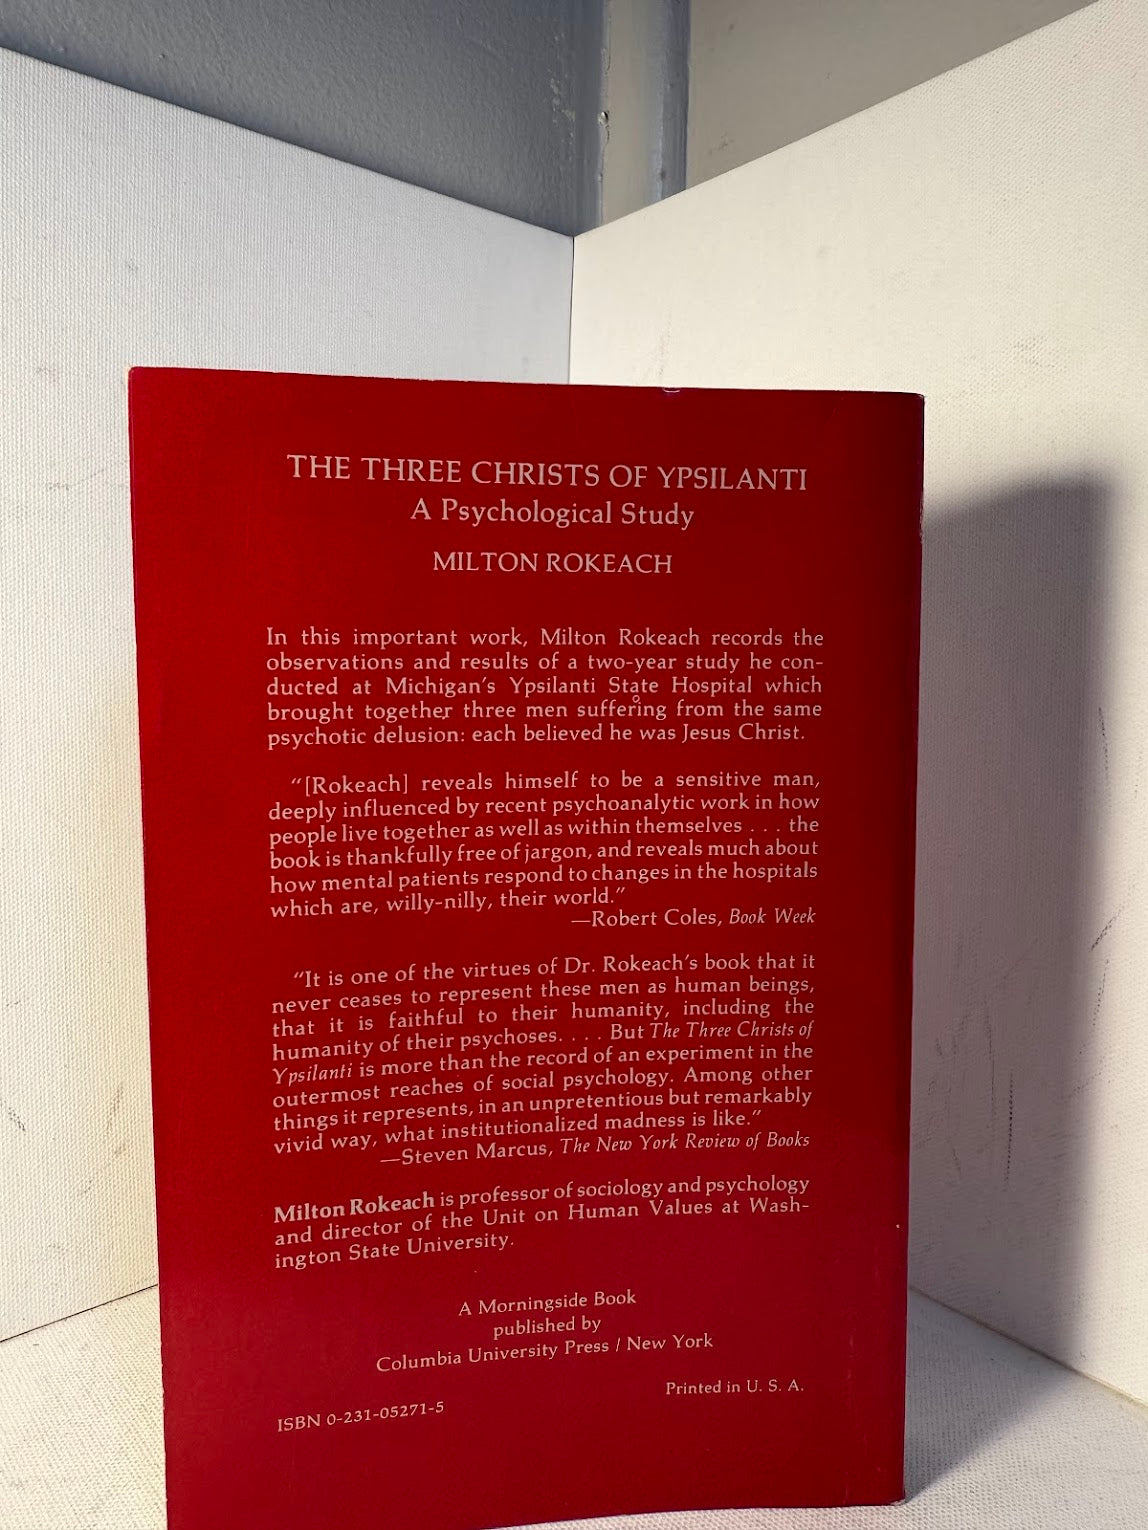 THE THREE CHRISTS OF YPSILANTI
A Psychological Study
MILTON ROKEACH
In this important work, Milton Rokeach records the
observations and results of a two-year study he con-
ducted at Michigan's Ypsilanti State Hospital which
brought together three men suffering from the same
psychotic delusion: each believed he was Jesus Christ.
"[Rokeach] reveals himself to be a sensitive man,
deeply influenced by recent psychoanalytic work in how
people live together as well as within themselves . . . the
book is thankfully free of jargon, and reveals much about
how mental patients respond to changes in the hospitals
which are, willy-nilly, their world."
—Robert Coles, Book Week
"It is one of the virtues of Dr. Rokeach's book that it
never ceases to represent these men as human beings,
that it is faithful to their humanity, including the
humanity of their psychoses. . . . But The Three Christs of
Ypsilanti is more than the record of an experiment in the
outermost reaches of social psychology. Among other
things it represents, in an unpretentious but remarkably
vivid way, what institutionalized madness is like."
—Steven Marcus, The New York Review of Books
Milton Rokeach is professor of sociology and psychology
and director of the Unit on Human Values at Wash-
ington State University.
A Morningside Book
published by
Columbia University Press / New York
Printed in U. S. A.
ISBN 0-231-05271-5